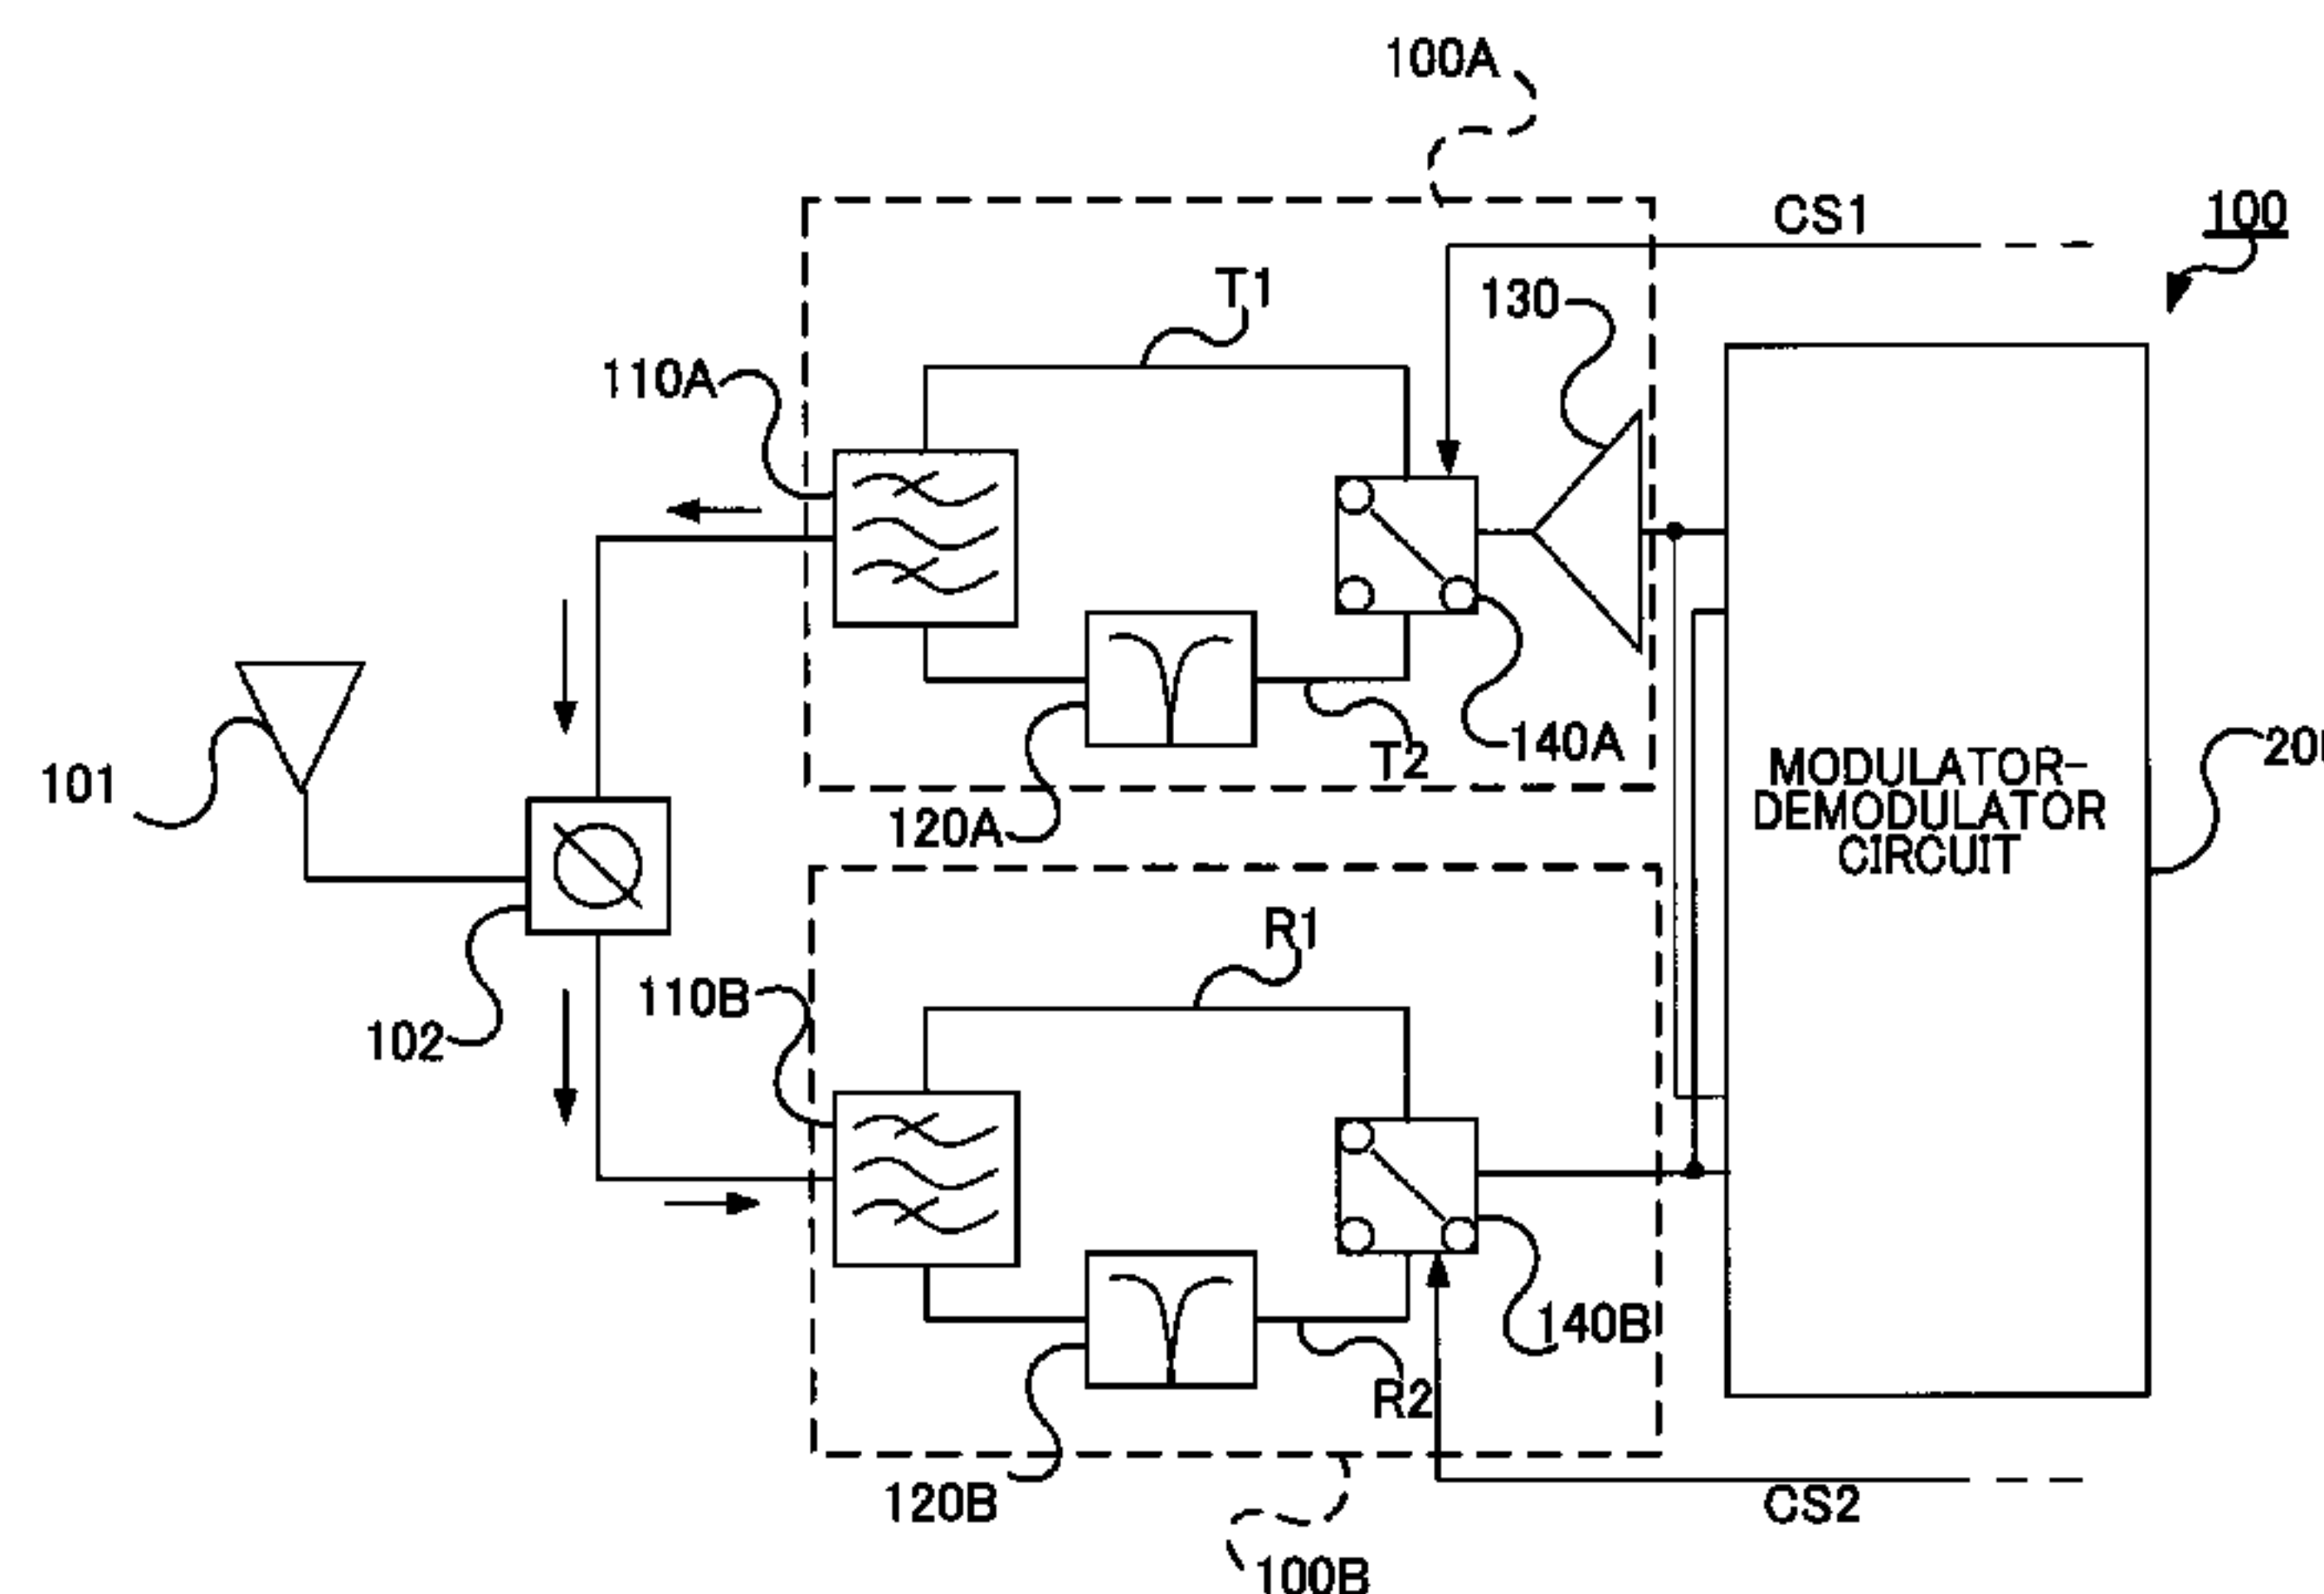 100A
CS1
100
T1
130
110A
140A
T2
MODULATOR-
DEMODULATOR
CIRCUIT
101
120A
R1
110B
102
140B
R2
120B
CS2
100B